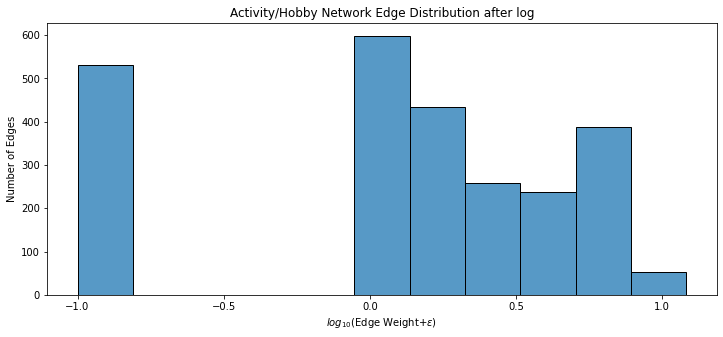 Activity/Hobby Network Edge Distribution after log
600
500
400
300
200
100
0
Number of Edges
−1.0 −0.5 0.0 0.5 1.0
log₁₀(Edge Weight+ε)